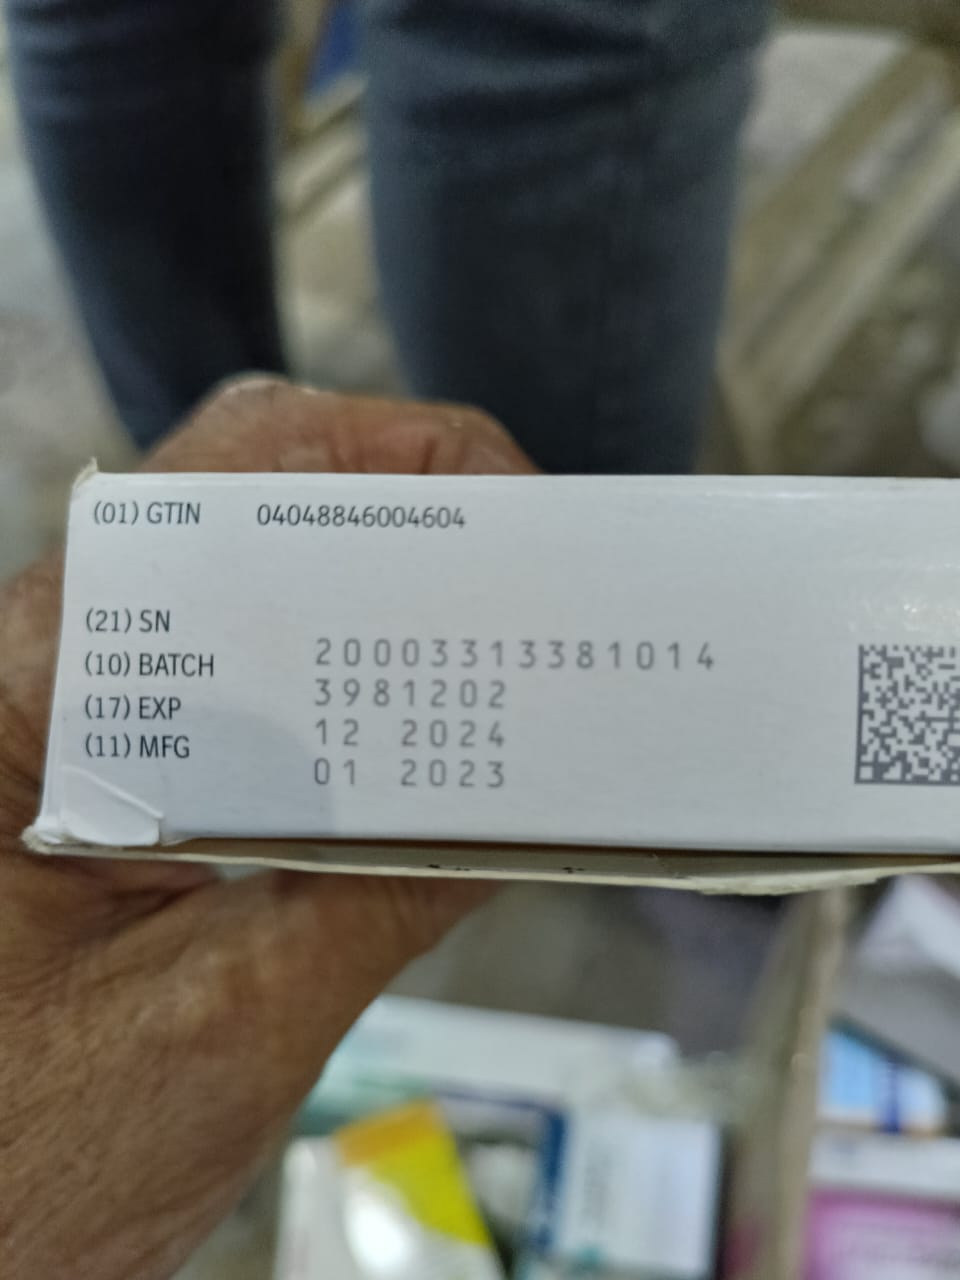 (01) GTIN 04048846004604
(21) SN 20003313381014
(10) BATCH 3981202
(17) EXP 12 2024
(11) MFG 01 2023